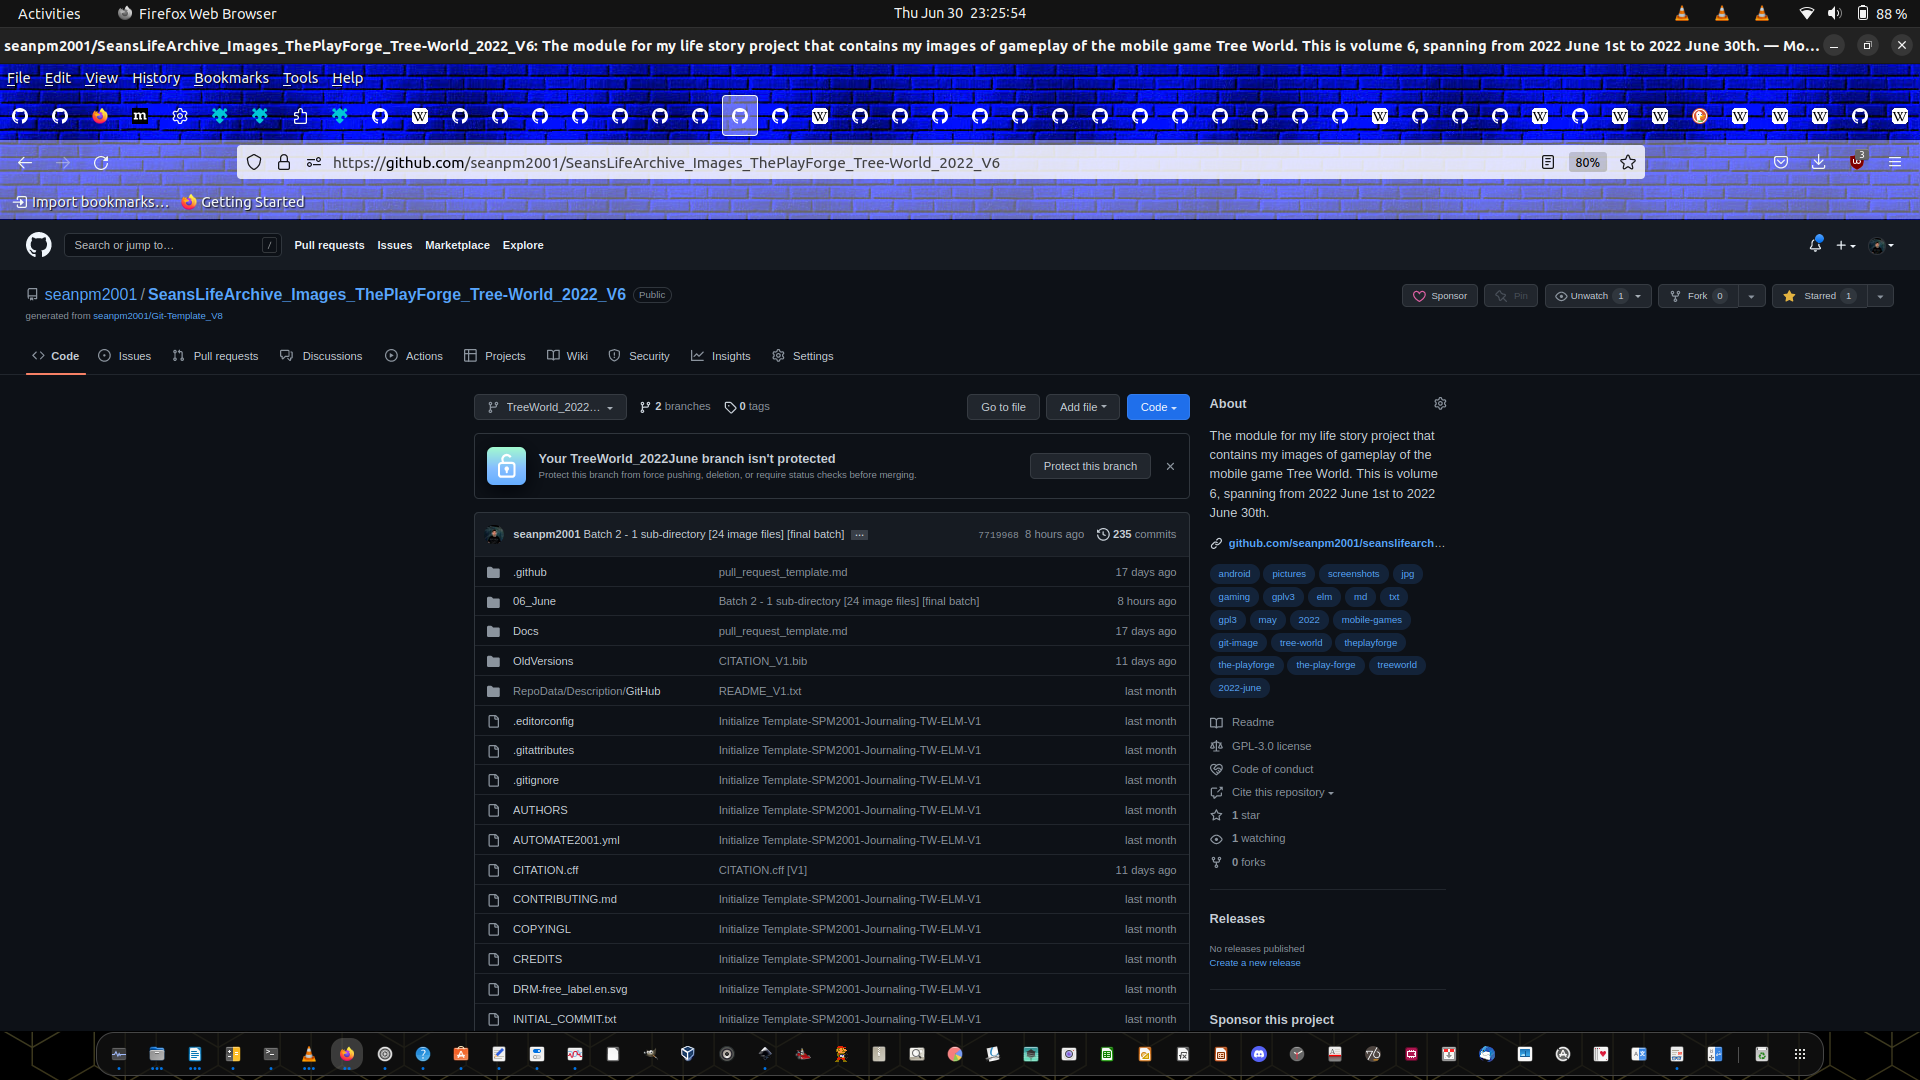 Activities Firefox Web Browser Thu Jun 30 23:25:54 88 %
seanpm2001/SeansLifeArchive_Images_ThePlayForge_Tree-World_2022_V6: The module for my life story project that contains my images of gameplay of the mobile game Tree World. This is volume 6, spanning from 2022 June 1st to 2022 June 30th. — Mo…
File Edit View History Bookmarks Tools Help
https://github.com/seanpm2001/SeansLifeArchive_Images_ThePlayForge_Tree-World_2022_V6 80% 3
Import bookmarks… Getting Started
Search or jump to… / Pull requests Issues Marketplace Explore
seanpm2001 / SeansLifeArchive_Images_ThePlayForge_Tree-World_2022_V6 Public Sponsor Pin Unwatch 1 Fork 0 Starred 1
generated from seanpm2001/Git-Template_V8
Code Issues Pull requests Discussions Actions Projects Wiki Security Insights Settings
TreeWorld_2022… 2 branches 0 tags Go to file Add file Code
Your TreeWorld_2022June branch isn't protected
Protect this branch from force pushing, deletion, or require status checks before merging.
Protect this branch
seanpm2001 Batch 2 - 1 sub-directory [24 image files] [final batch] … 7719968 8 hours ago 235 commits
.github pull_request_template.md 17 days ago
06_June Batch 2 - 1 sub-directory [24 image files] [final batch] 8 hours ago
Docs pull_request_template.md 17 days ago
OldVersions CITATION_V1.bib 11 days ago
RepoData/Description/GitHub README_V1.txt last month
.editorconfig Initialize Template-SPM2001-Journaling-TW-ELM-V1 last month
.gitattributes Initialize Template-SPM2001-Journaling-TW-ELM-V1 last month
.gitignore Initialize Template-SPM2001-Journaling-TW-ELM-V1 last month
AUTHORS Initialize Template-SPM2001-Journaling-TW-ELM-V1 last month
AUTOMATE2001.yml Initialize Template-SPM2001-Journaling-TW-ELM-V1 last month
CITATION.cff CITATION.cff [V1] 11 days ago
CONTRIBUTING.md Initialize Template-SPM2001-Journaling-TW-ELM-V1 last month
COPYINGL Initialize Template-SPM2001-Journaling-TW-ELM-V1 last month
CREDITS Initialize Template-SPM2001-Journaling-TW-ELM-V1 last month
DRM-free_label.en.svg Initialize Template-SPM2001-Journaling-TW-ELM-V1 last month
INITIAL_COMMIT.txt Initialize Template-SPM2001-Journaling-TW-ELM-V1 last month
About
The module for my life story project that
contains my images of gameplay of the
mobile game Tree World. This is volume
6, spanning from 2022 June 1st to 2022
June 30th.
github.com/seanpm2001/seanslifearch…
android pictures screenshots jpg
gaming gplv3 elm md txt
gpl3 may 2022 mobile-games
git-image tree-world theplayforge
the-playforge the-play-forge treeworld
2022-june
Readme
GPL-3.0 license
Code of conduct
Cite this repository
1 star
1 watching
0 forks
Releases
No releases published
Create a new release
Sponsor this project